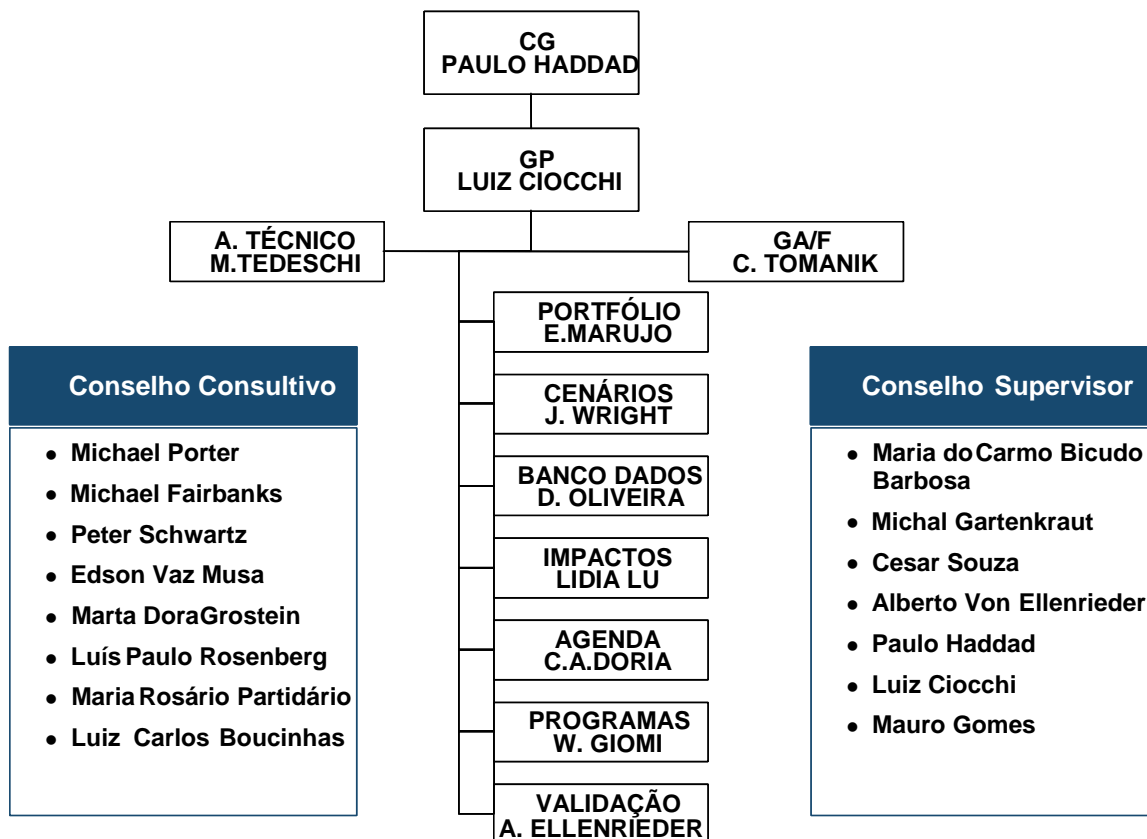 CG
PAULO HADDAD
GP
LUIZ CIOCCHI
A. TÉCNICO
M.TEDESCHI
GA/F
C. TOMANIK
PORTFÓLIO
E.MARUJO
CENÁRIOS
J. WRIGHT
BANCO DADOS
D. OLIVEIRA
IMPACTOS
LIDIA LU
AGENDA
C.A.DORIA
PROGRAMAS
W. GIOMI
VALIDAÇÃO
A. ELLENRIEDER
Conselho Consultivo
• Michael Porter
• Michael Fairbanks
• Peter Schwartz
• Edson Vaz Musa
• Marta DoraGrostein
• Luís Paulo Rosenberg
• Maria Rosário Partidário
• Luiz Carlos Boucinhas
Conselho Supervisor
• Maria do Carmo Bicudo
Barbosa
• Michal Gartenkraut
• Cesar Souza
• Alberto Von Ellenrieder
• Paulo Haddad
• Luiz Ciocchi
• Mauro Gomes